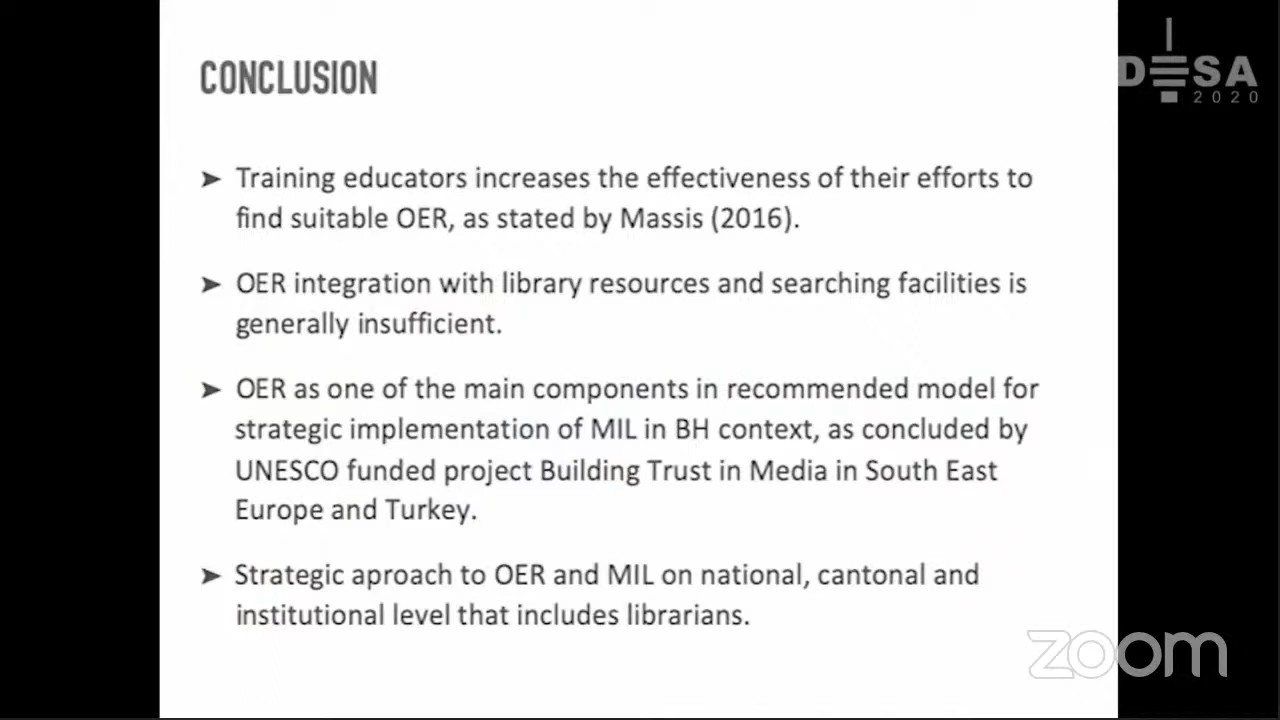 CONCLUSION
DESA
2020
➤ Training educators increases the effectiveness of their efforts to
find suitable OER, as stated by Massis (2016).
➤ OER integration with library resources and searching facilities is
generally insufficient.
➤ OER as one of the main components in recommended model for
strategic implementation of MIL in BH context, as concluded by
UNESCO funded project Building Trust in Media in South East
Europe and Turkey.
➤ Strategic aproach to OER and MIL on national, cantonal and
institutional level that includes librarians.
zoom